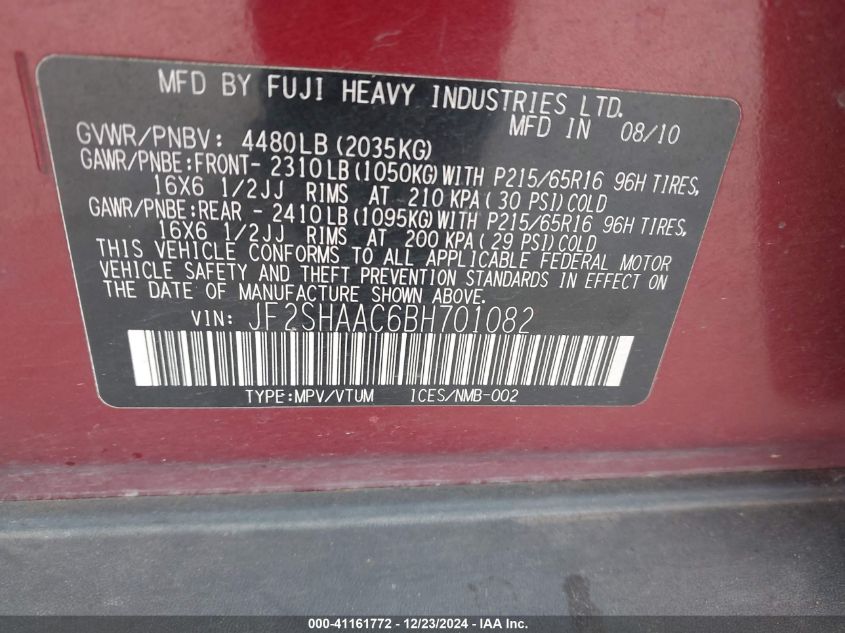 MFD BY FUJI HEAVY INDUSTRIES LTD.
MFD IN 08/10
GVWR/PNBV: 4480LB(2035KG)
GAWR/PNBE:FRONT- 2310LB(1050KG)WITH P215/65R16 96H TIRES,
16X6 1/2JJ RIMS AT 210 KPA( 30 PSI)COLD
GAWR/PNBE:REAR - 2410LB(1095KG)WITH P215/65R16 96H TIRES,
16X6 1/2JJ RIMS AT 200 KPA( 29 PSI)COLD
THIS VEHICLE CONFORMS TO ALL APPLICABLE FEDERAL MOTOR
VEHICLE SAFETY AND THEFT PREVENTION STANDARDS IN EFFECT ON
THE DATE OF MANUFACTURE SHOWN ABOVE.
VIN: JF2SHAAC6BH701082
TYPE:MPV/VTUM ICES/NMB-002
000-41161772 - 12/23/2024 - IAA Inc.